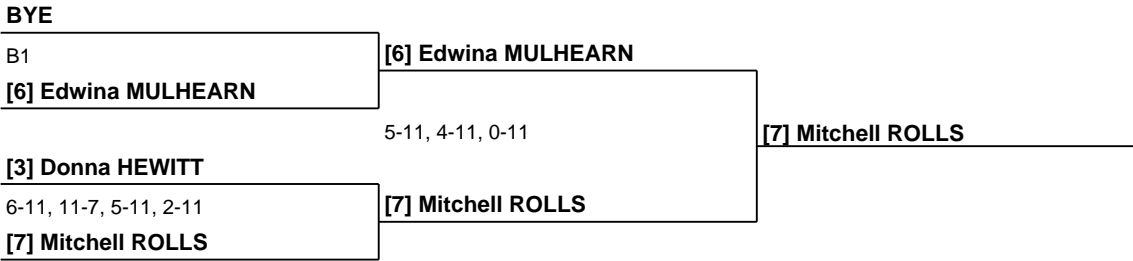 BYE
B1
[6] Edwina MULHEARN
[6] Edwina MULHEARN
5-11, 4-11, 0-11
[7] Mitchell ROLLS
[3] Donna HEWITT
6-11, 11-7, 5-11, 2-11
[7] Mitchell ROLLS
[7] Mitchell ROLLS